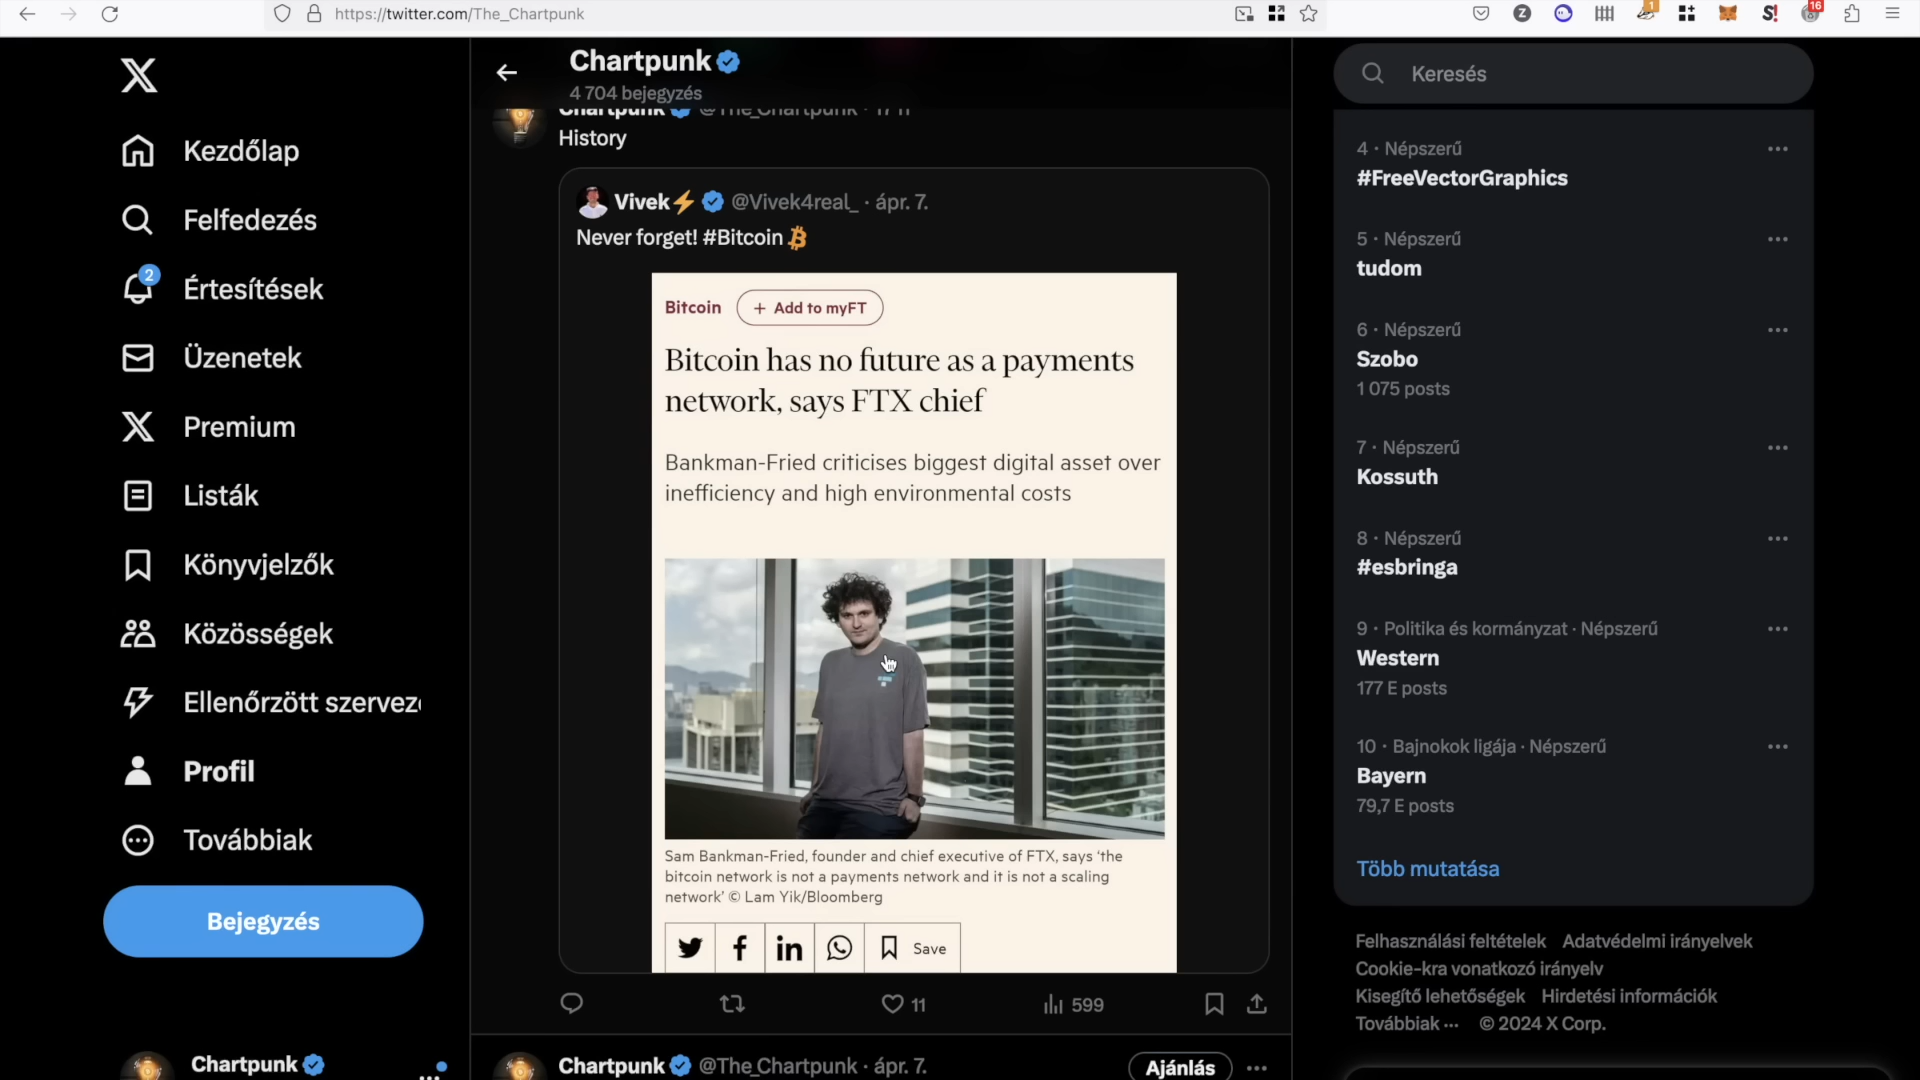 https://twitter.com/The_Chartpunk
1
16
Kezdőlap
Felfedezés
2
Értesítések
Üzenetek
Premium
Listák
Könyvjelzők
Közösségek
Ellenőrzött szerveze
Profil
Továbbiak
Bejegyzés
Chartpunk
Chartpunk
4 704 bejegyzés
Chartpunk @The_Chartpunk · 17 h
History
Vivek⚡ @Vivek4real_ · ápr. 7.
Never forget! #Bitcoin
Bitcoin + Add to myFT
Bitcoin has no future as a payments
network, says FTX chief
Bankman-Fried criticises biggest digital asset over
inefficiency and high environmental costs
Sam Bankman-Fried, founder and chief executive of FTX, says ‘the
bitcoin network is not a payments network and it is not a scaling
network’ © Lam Yik/Bloomberg
Save
11 599
Chartpunk @The_Chartpunk · ápr. 7. Ajánlás
Keresés
4 · Népszerű
#FreeVectorGraphics
5 · Népszerű
tudom
6 · Népszerű
Szobo
1 075 posts
7 · Népszerű
Kossuth
8 · Népszerű
#esbringa
9 · Politika és kormányzat · Népszerű
Western
177 E posts
10 · Bajnokok ligája · Népszerű
Bayern
79,7 E posts
Több mutatása
Felhasználási feltételek Adatvédelmi irányelvek
Cookie-kra vonatkozó irányelv
Kisegítő lehetőségek Hirdetési információk
Továbbiak ··· © 2024 X Corp.